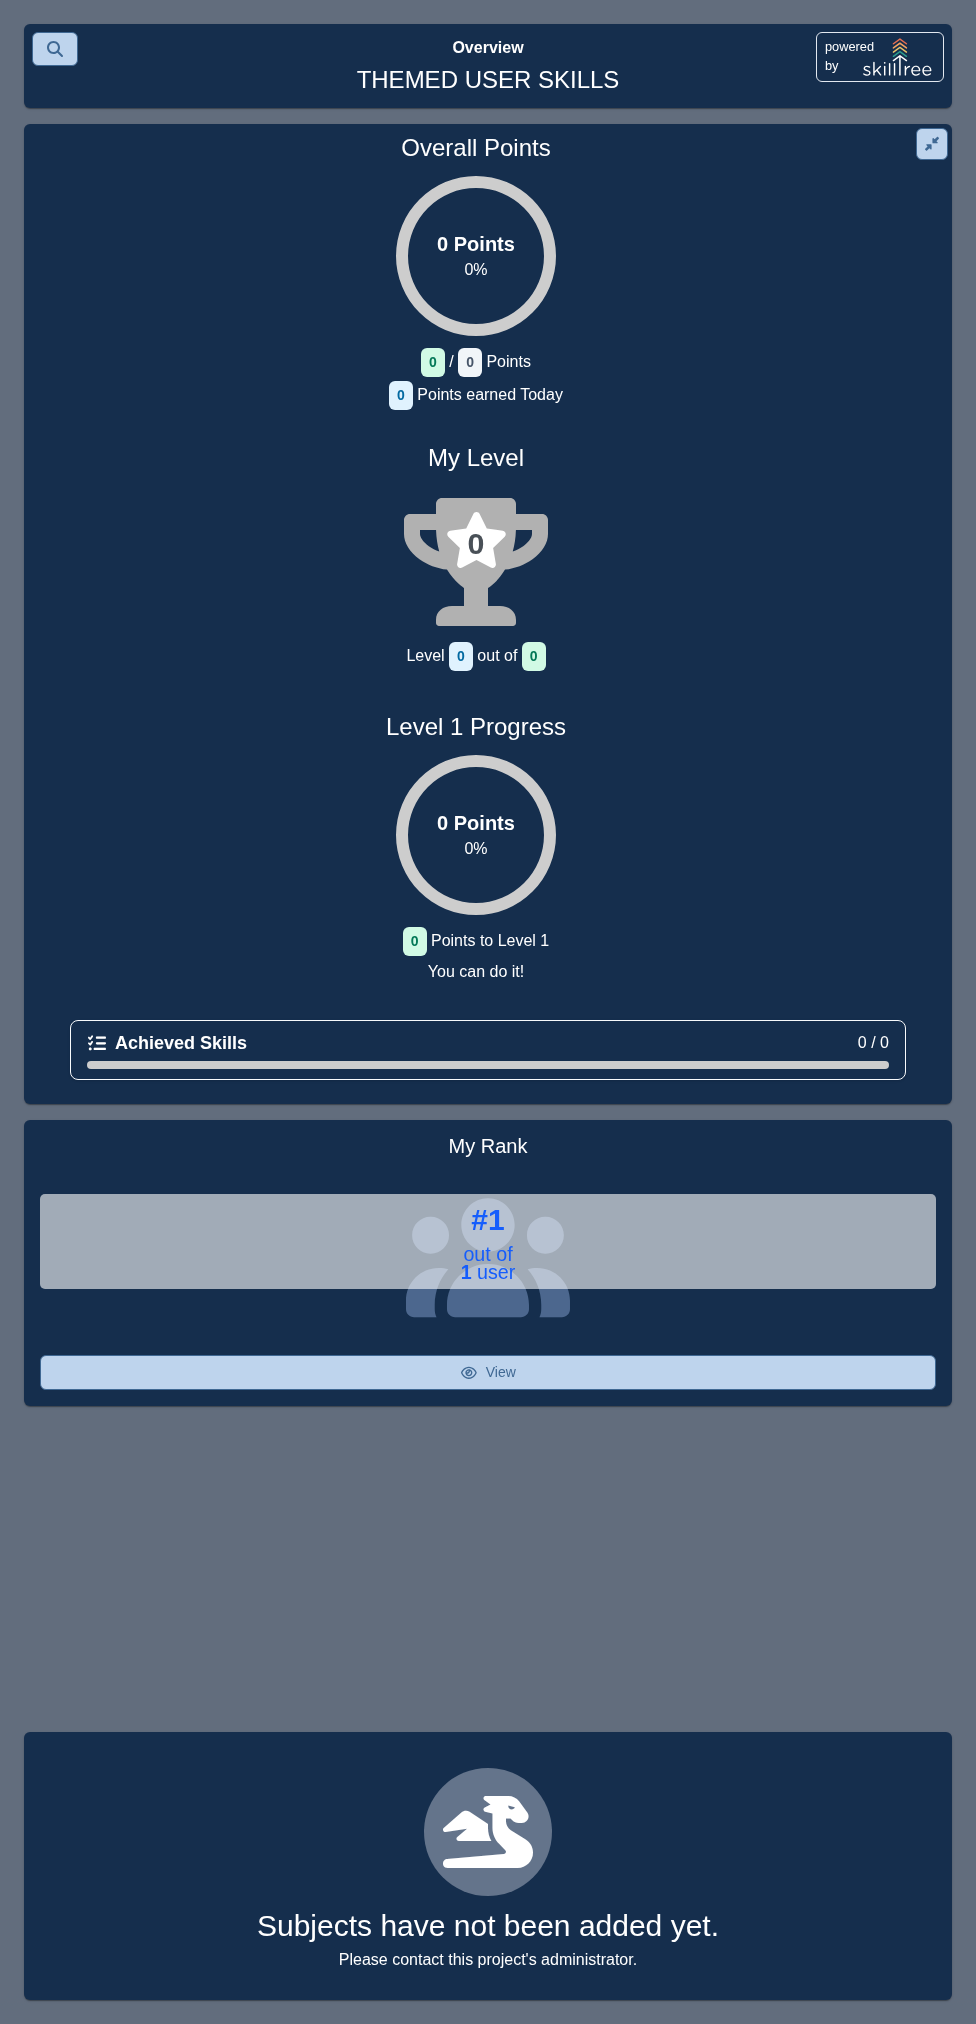 Overview
THEMED USER SKILLS
powered
by
skilltree
Overall Points
0 Points
0%
0 / 0 Points
0 Points earned Today
My Level
0
Level 0 out of 0
Level 1 Progress
0 Points
0%
0 Points to Level 1
You can do it!
Achieved Skills 0 / 0
My Rank
#1
out of
1 user
View
Subjects have not been added yet.
Please contact this project's administrator.